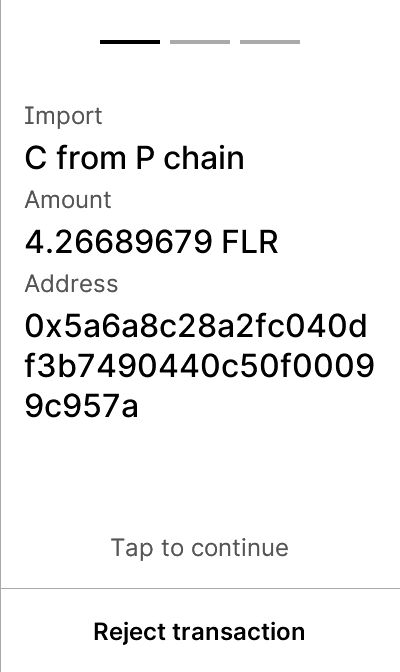 Import
C from P chain
Amount
4.26689679 FLR
Address
0x5a6a8c28a2fc040d
f3b7490440c50f0009
9c957a
Tap to continue
Reject transaction